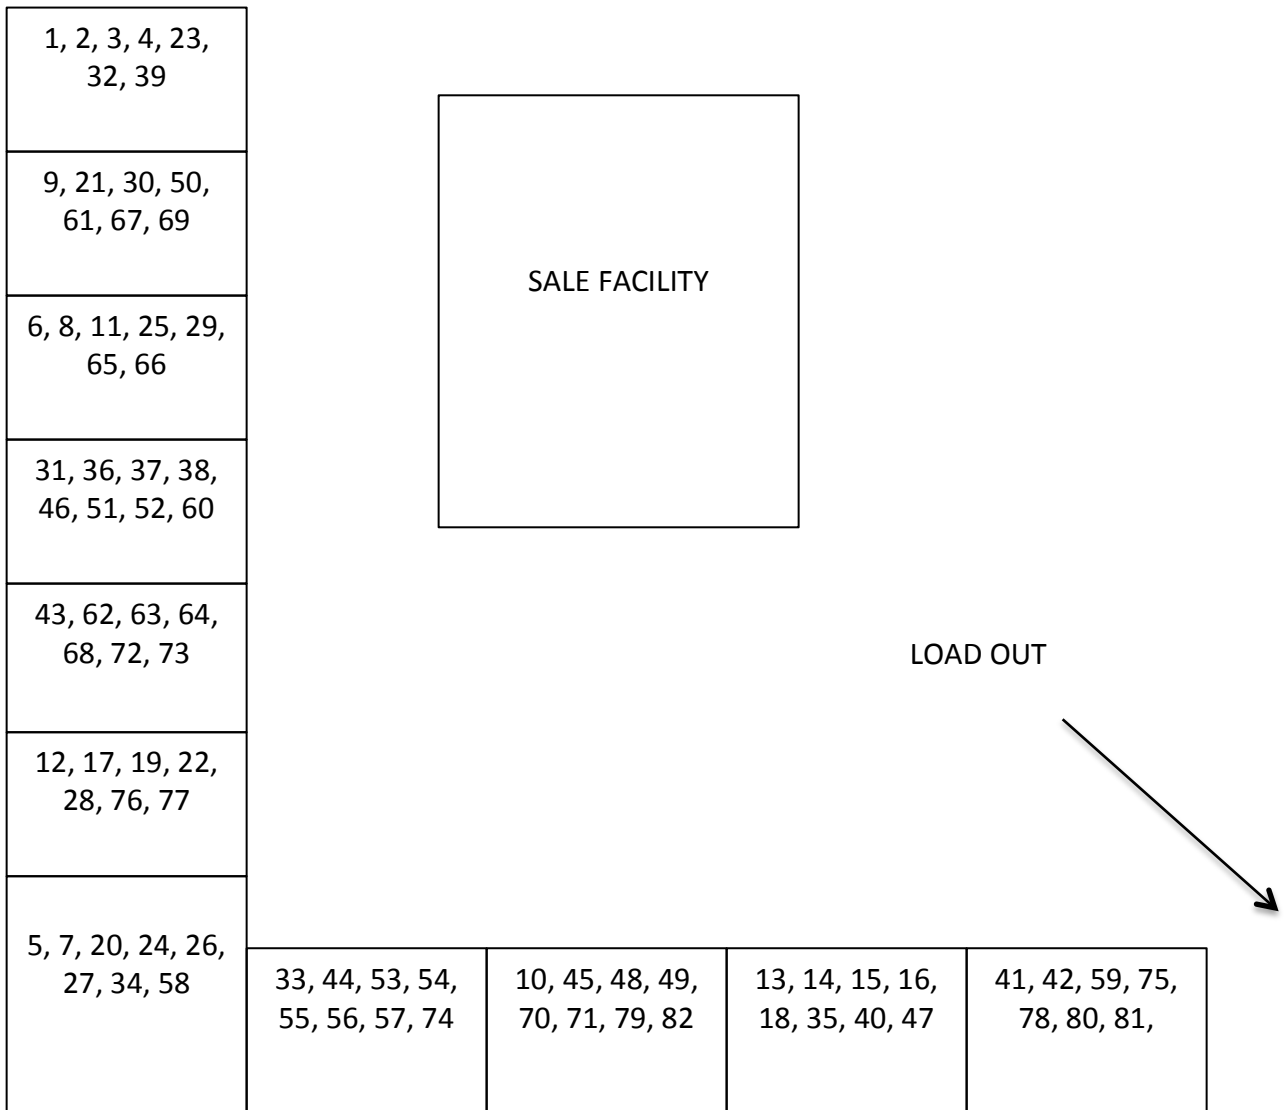 1, 2, 3, 4, 23,
32, 39
9, 21, 30, 50,
61, 67, 69
SALE FACILITY
6, 8, 11, 25, 29,
65, 66
31, 36, 37, 38,
46, 51, 52, 60
43, 62, 63, 64,
68, 72, 73
LOAD OUT
12, 17, 19, 22,
28, 76, 77
5, 7, 20, 24, 26,
27, 34, 58
33, 44, 53, 54,
55, 56, 57, 74
10, 45, 48, 49,
70, 71, 79, 82
13, 14, 15, 16,
18, 35, 40, 47
41, 42, 59, 75,
78, 80, 81,